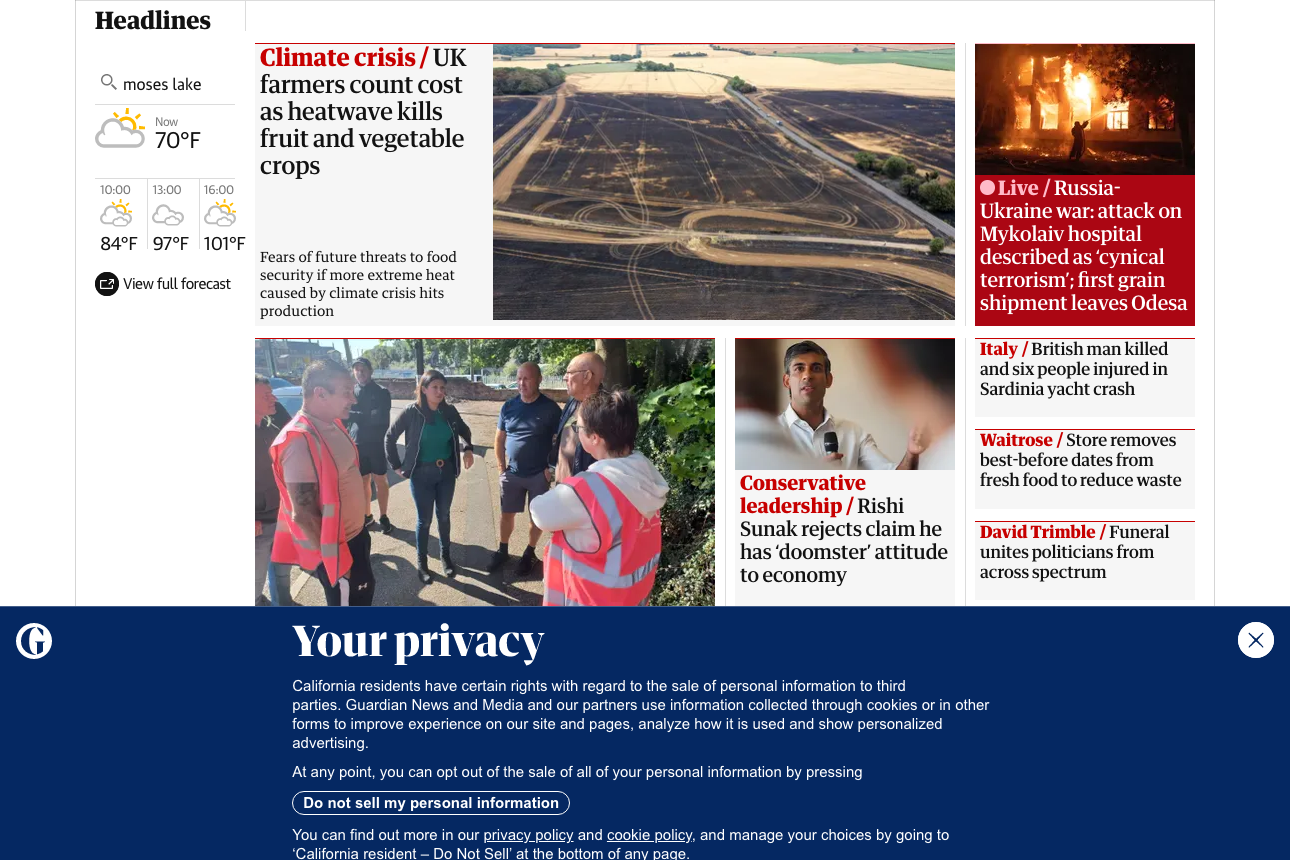 Headlines
moses lake
Now
70°F
10:00
84°F
13:00
97°F
16:00
101°F
View full forecast
Climate crisis / UK
farmers count cost
as heatwave kills
fruit and vegetable
crops
Fears of future threats to food
security if more extreme heat
caused by climate crisis hits
production
Live / Russia-
Ukraine war: attack on
Mykolaiv hospital
described as ‘cynical
terrorism’; first grain
shipment leaves Odesa
Conservative
leadership / Rishi
Sunak rejects claim he
has ‘doomster’ attitude
to economy
Italy / British man killed
and six people injured in
Sardinia yacht crash
Waitrose / Store removes
best-before dates from
fresh food to reduce waste
David Trimble / Funeral
unites politicians from
across spectrum
G
Your privacy
California residents have certain rights with regard to the sale of personal information to third
parties. Guardian News and Media and our partners use information collected through cookies or in other
forms to improve experience on our site and pages, analyze how it is used and show personalized
advertising.
At any point, you can opt out of the sale of all of your personal information by pressing
Do not sell my personal information
You can find out more in our privacy policy and cookie policy, and manage your choices by going to
‘California resident – Do Not Sell’ at the bottom of any page.